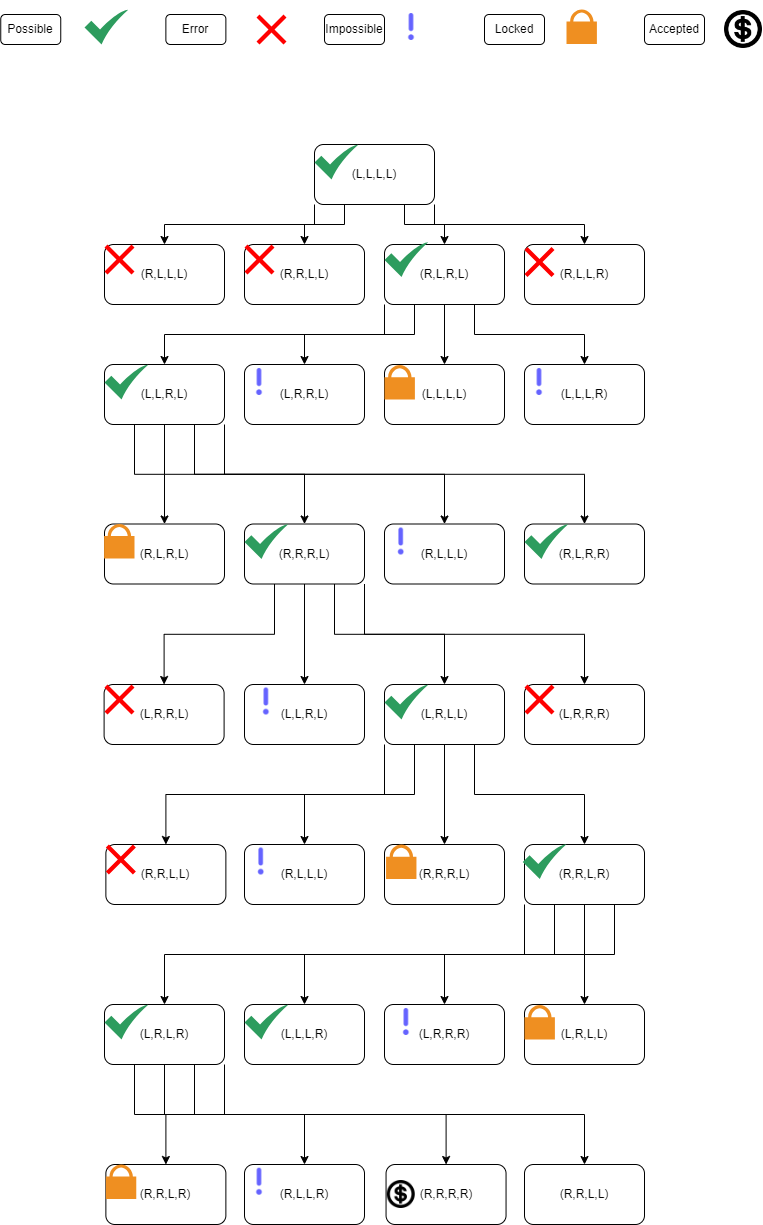 Possible Error Impossible Locked Accepted
(L,L,L,L)
(R,L,L,L) (R,R,L,L) (R,L,R,L) (R,L,L,R)
(L,L,R,L) (L,R,R,L) (L,L,L,L) (L,L,L,R)
(R,L,R,L) (R,R,R,L) (R,L,L,L) (R,L,R,R)
(L,R,R,L) (L,L,R,L) (L,R,L,L) (L,R,R,R)
(R,R,L,L) (R,L,L,L) (R,R,R,L) (R,R,L,R)
(L,R,L,R) (L,L,L,R) (L,R,R,R) (L,R,L,L)
(R,R,L,R) (R,L,L,R) (R,R,R,R) (R,R,L,L)